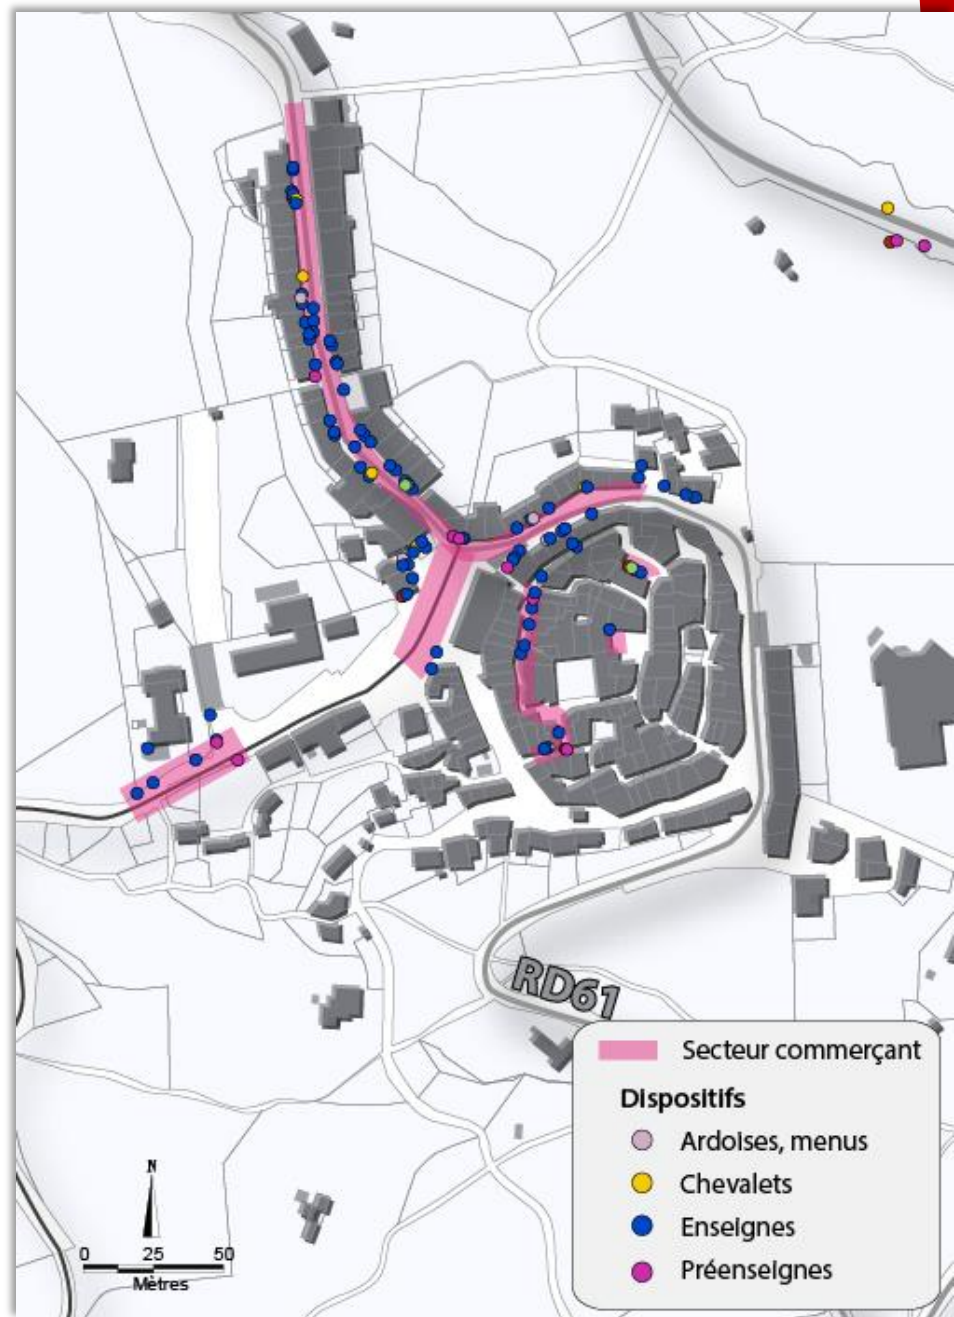 RD61
Secteur commerçant
Dispositifs
Ardoises, menus
Chevalets
Enseignes
Préenseignes
N
0 25 50
Mètres